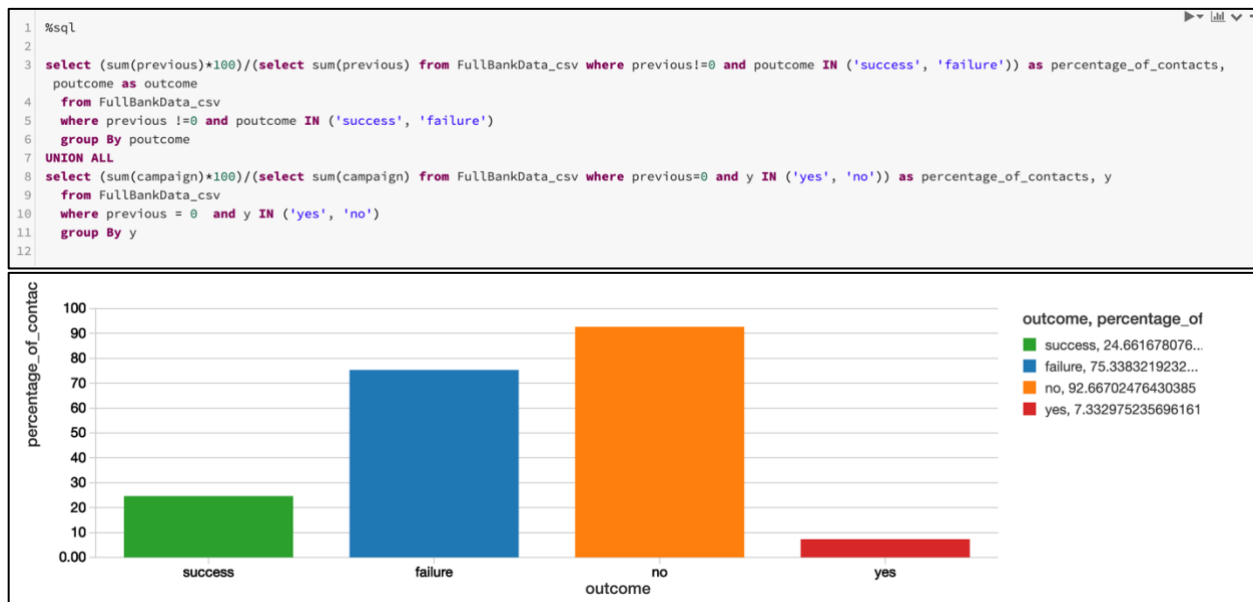 1 %sql
2
3 select (sum(previous)*100)/(select sum(previous) from FullBankData_csv where previous!=0 and poutcome IN ('success', 'failure')) as percentage_of_contacts,
poutcome as outcome
4 from FullBankData_csv
5 where previous !=0 and poutcome IN ('success', 'failure')
6 group By poutcome
7 UNION ALL
8 select (sum(campaign)*100)/(select sum(campaign) from FullBankData_csv where previous=0 and y IN ('yes', 'no')) as percentage_of_contacts, y
9 from FullBankData_csv
10 where previous = 0 and y IN ('yes', 'no')
11 group By y
12
percentage_of_contac
100
90
80
70
60
50
40
30
20
10
0.00
success failure no yes
outcome
outcome, percentage_of
success, 24.661678076...
failure, 75.3383219232...
no, 92.66702476430385
yes, 7.332975235696161